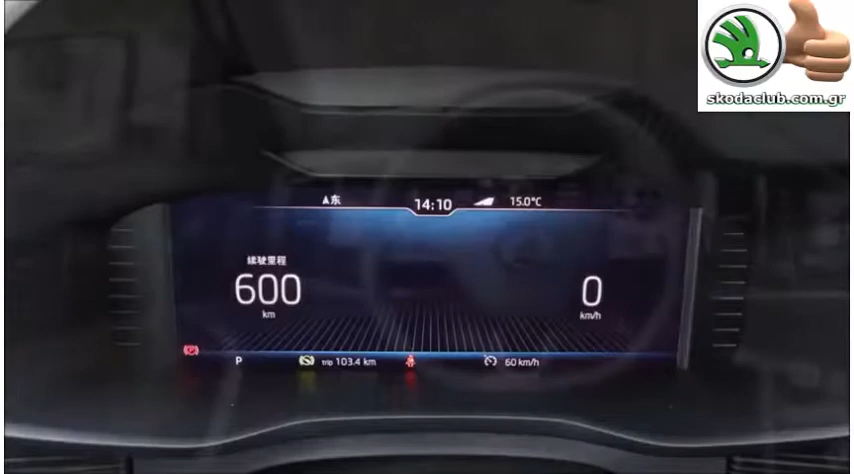 skodaclub.com.gr
东
14:10
15.0°C
续驶里程
600
km
0
km/h
P
trip 103.4 km
60 km/h